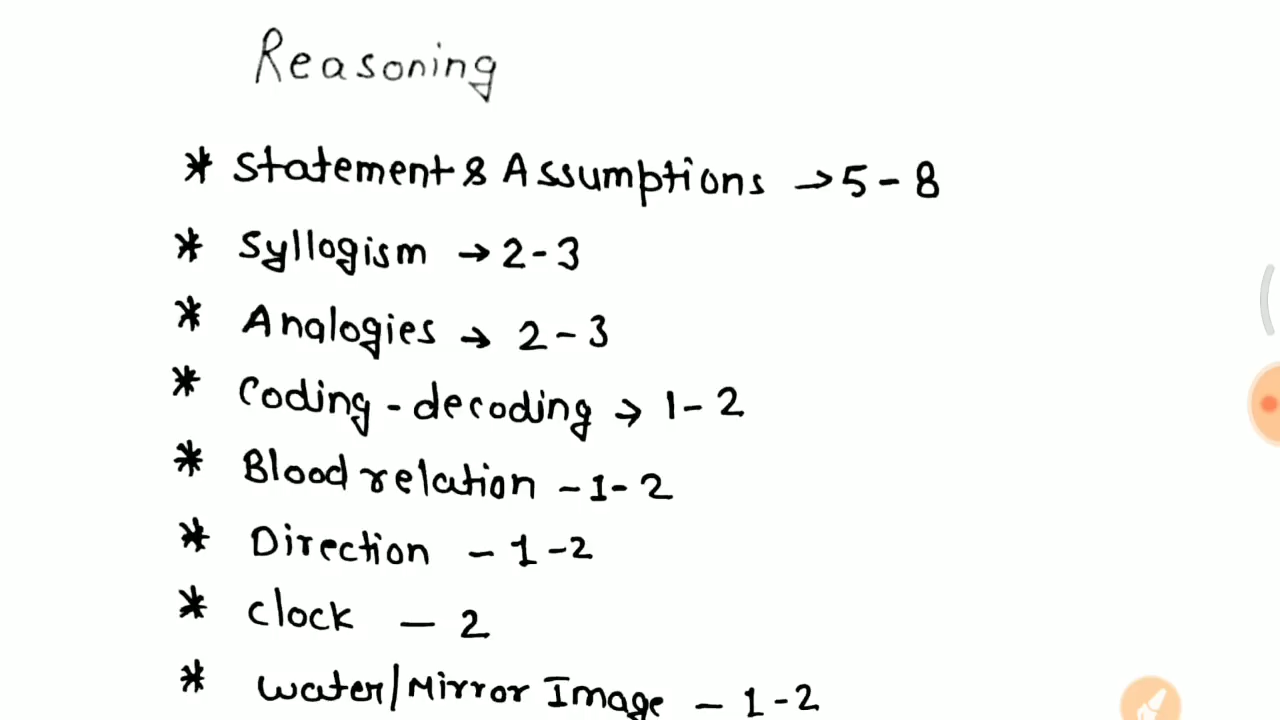 Reasoning
* Statement & Assumptions → 5 - 8
* Syllogism → 2 - 3
* Analogies → 2 - 3
* Coding - decoding → 1 - 2
* Blood relation - 1 - 2
* Direction - 1 - 2
* Clock - 2
* Water/Mirror Image - 1 - 2